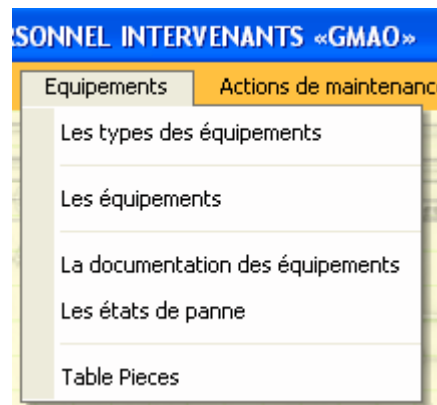 SONNEL INTERVENANTS «GMAO»
Equipements Actions de maintenanc
Les types des équipements
Les équipements
La documentation des équipements
Les états de panne
Table Pieces